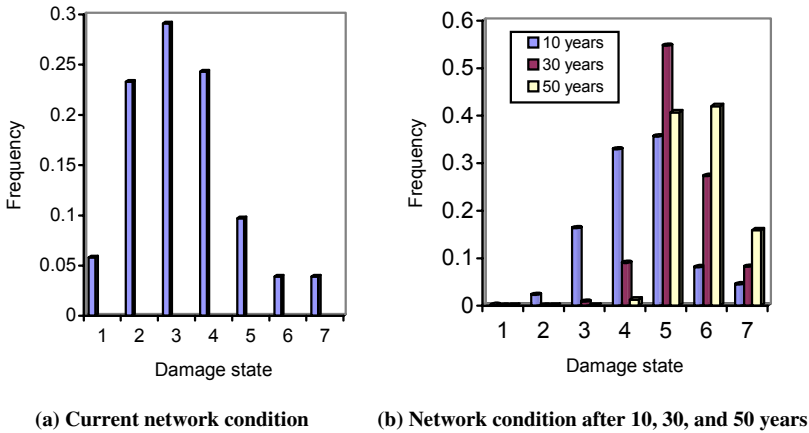 0.3
0.25
0.2
0.15
0.1
0.05
0
Frequency
1 2 3 4 5 6 7
Damage state
(a) Current network condition
0.6
0.5
0.4
0.3
0.2
0.1
0
Frequency
10 years
30 years
50 years
1 2 3 4 5 6 7
Damage state
(b) Network condition after 10, 30, and 50 years